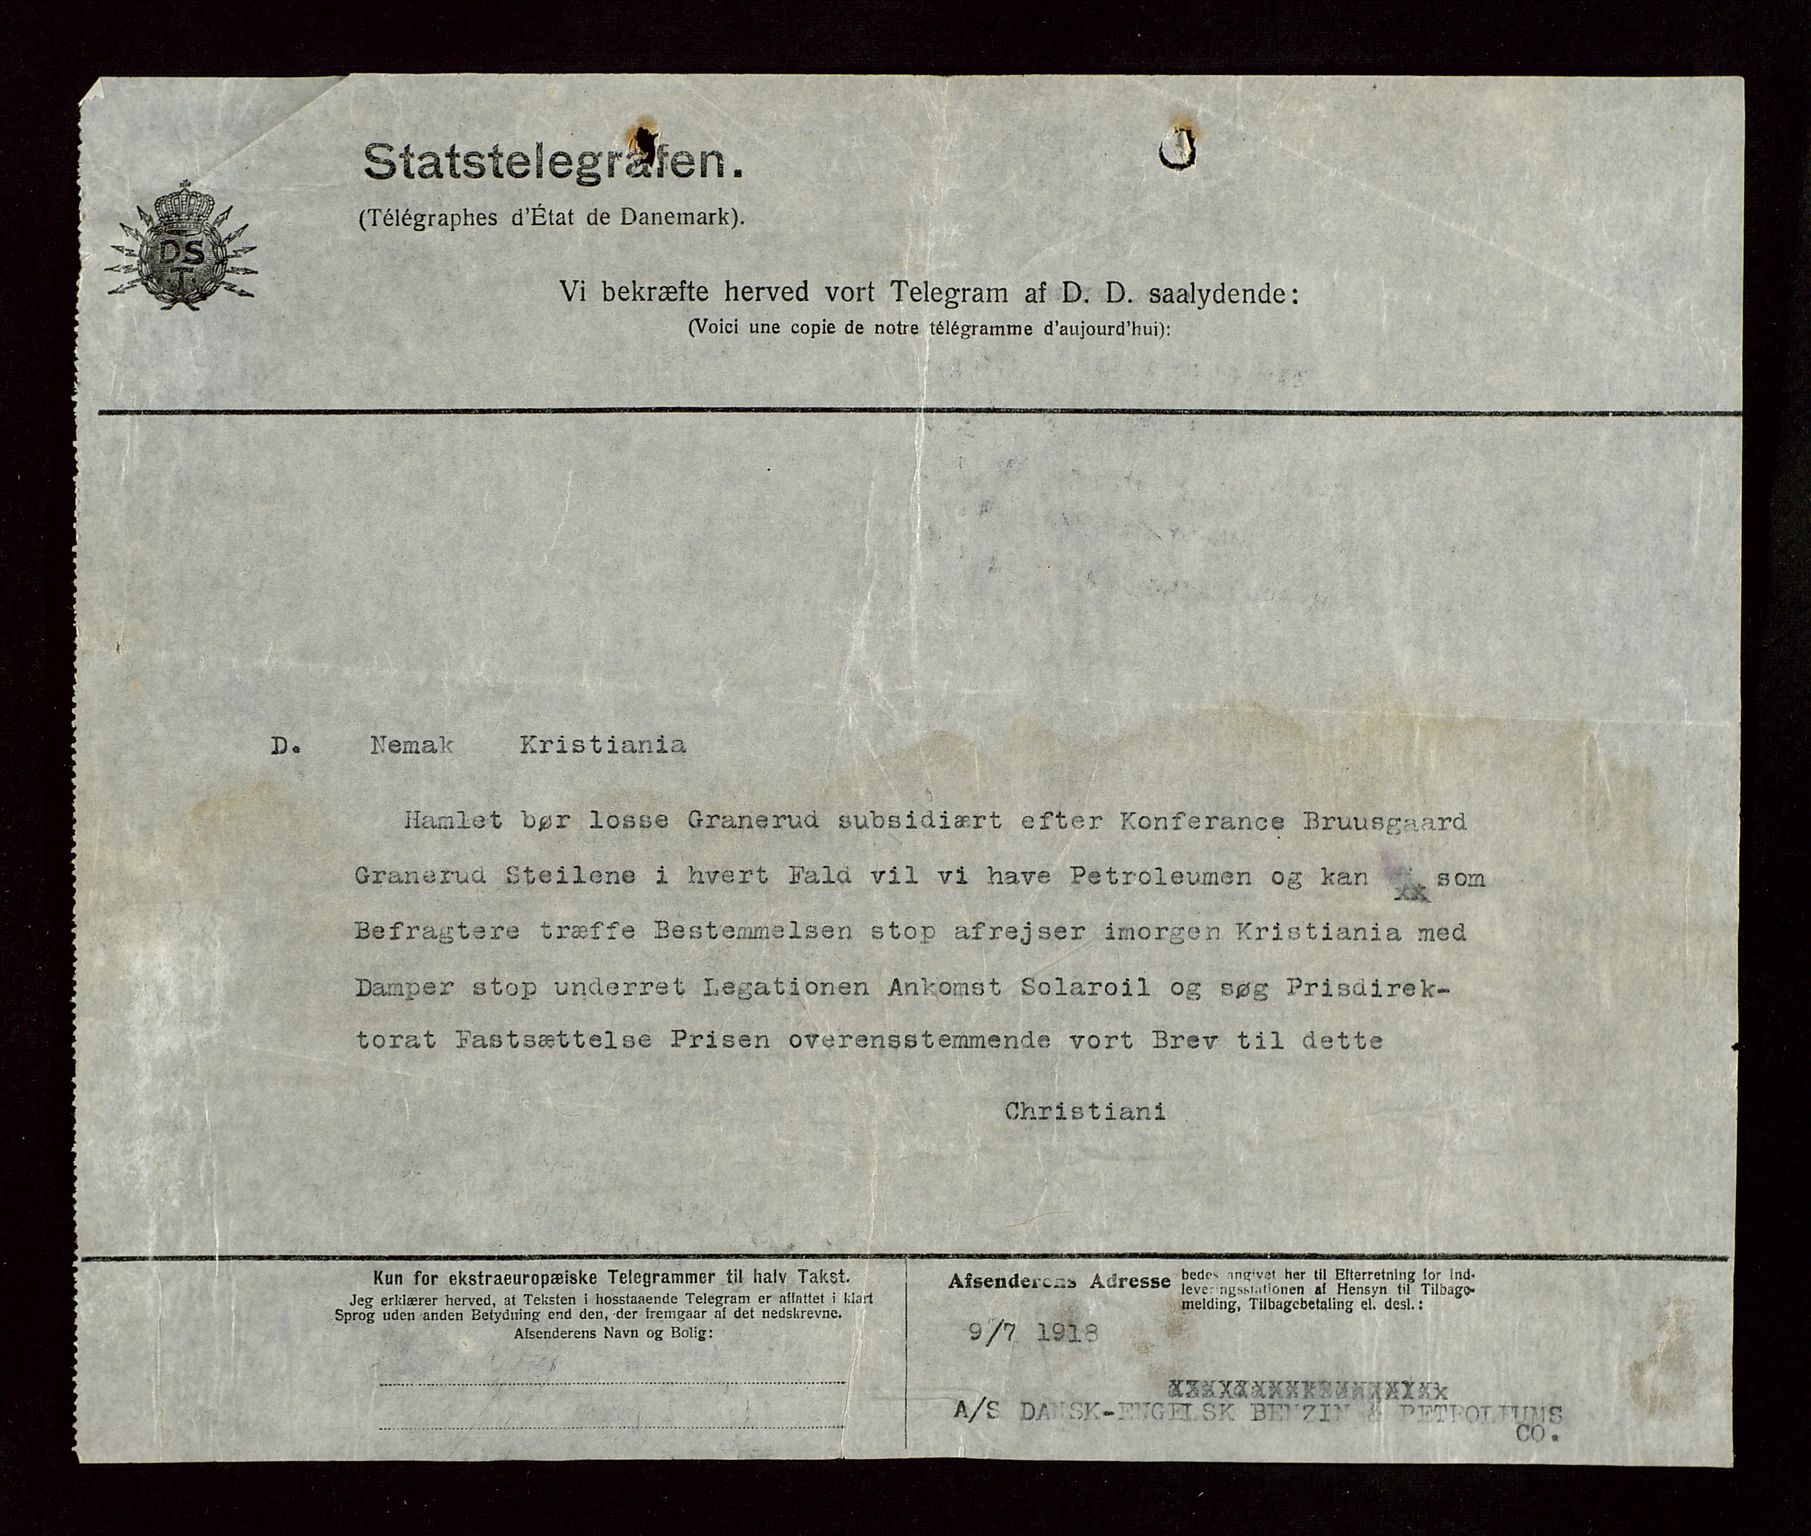 Statstelegrafen.
(Télégraphes d'État de Danemark).
DS
T.
Vi bekræfte herved vort Telegram af D. D. saalydende:
(Voici une copie de notre télégramme d'aujourd'hui):
D. Nemak Kristiania
Hamlet bør losse Granerud subsidiært efter Konferance Bruusgaard
Granerud Steilene i hvert Fald vil vi have Petroleumen og kan xx som
Befragtere træffe Bestemmelsen stop afrejser imorgen Kristiania med
Damper stop underret Legationen Ankomst Solaroil og søg Prisdirek-
torat Fastsættelse Prisen overensstemmende vort Brev til dette
Christiani
Kun for ekstraeuropæiske Telegrammer til halv Takst.
Jeg erklærer herved, at Teksten i hosstaaende Telegram er affattet i klart
Sprog uden anden Betydning end den, der fremgaar af det nedskrevne.
Afsenderens Navn og Bolig:
Afsenderens Adresse bedes angivet her til Efterretning for Ind-
leveringsstationen af Hensyn til Tilbage-
melding, Tilbagebetaling el. desl.:
9/7 1918
A/S DANSK-ENGELSK BENZIN & PETROLEUMS
CO.